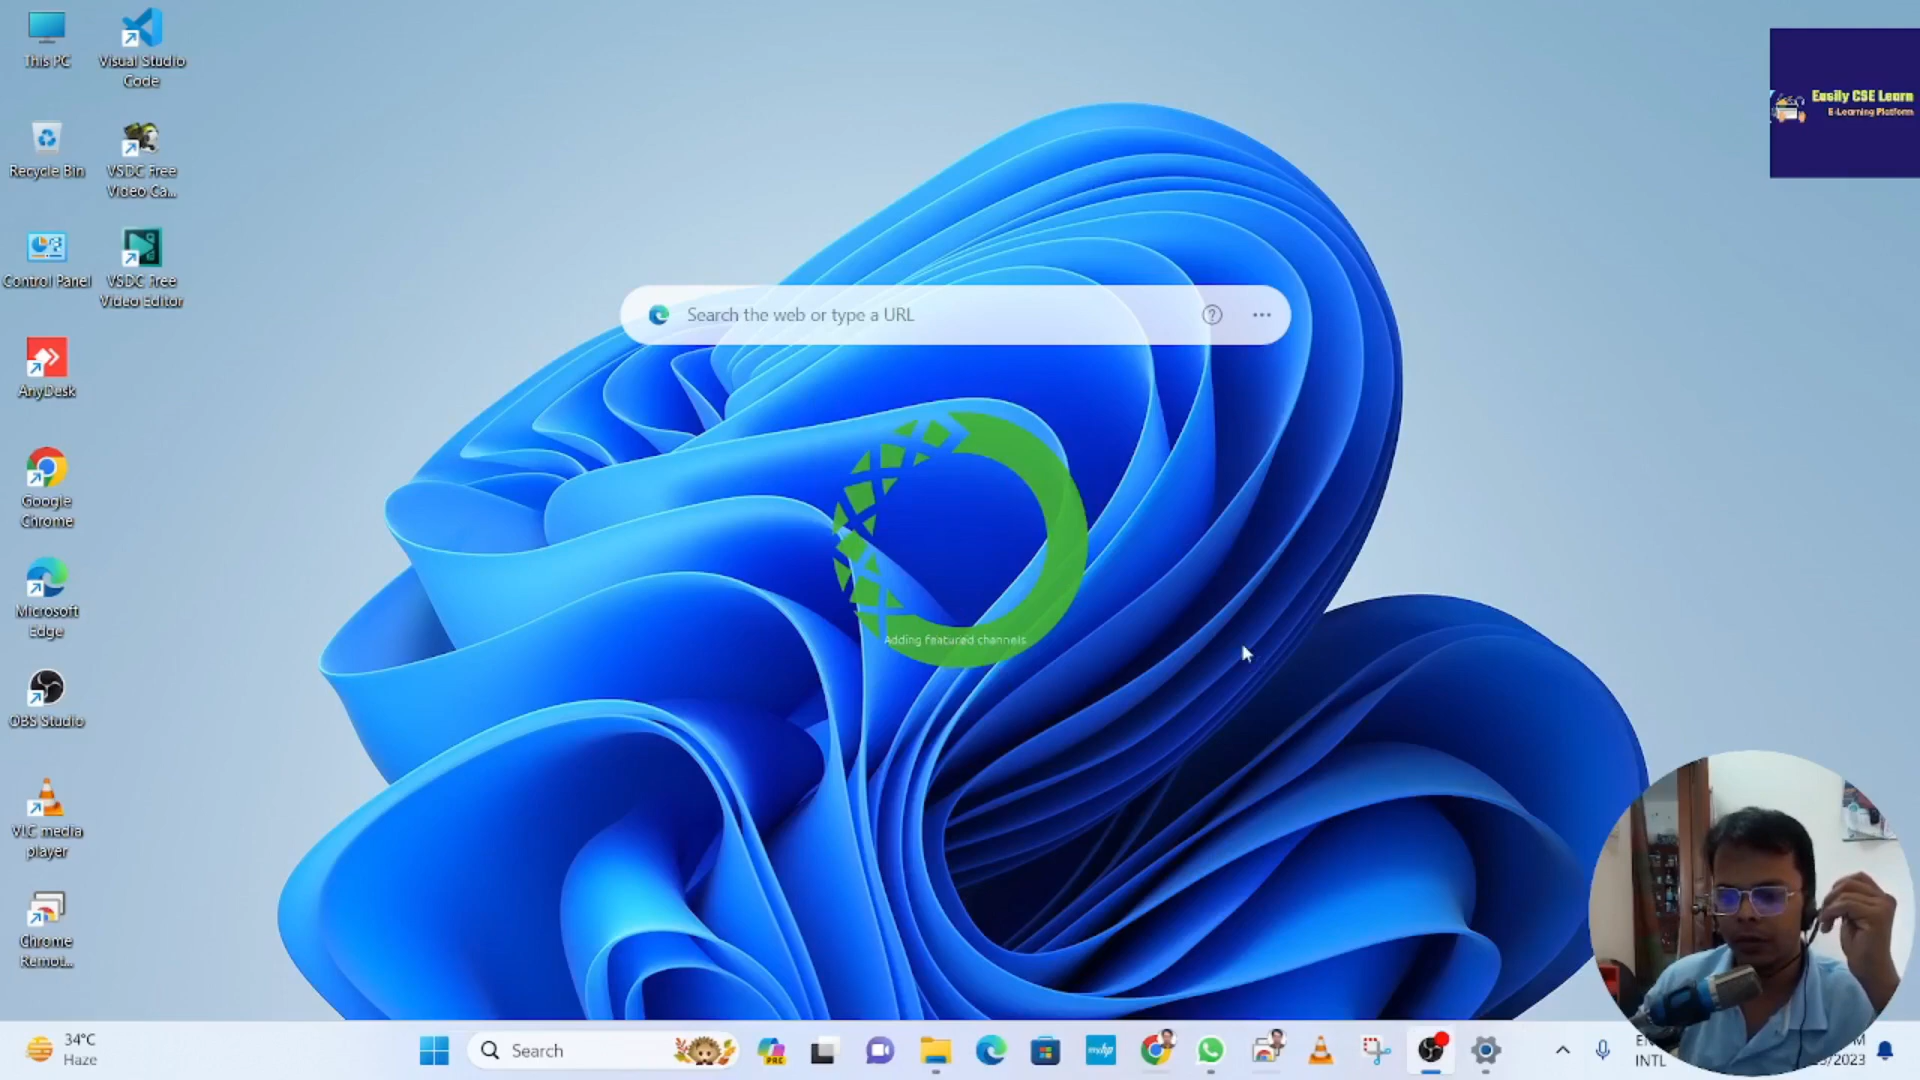 This PC
Visual Studio
Code
Recycle Bin
VSDC Free
Video Ca...
Control Panel
VSDC Free
Video Editor
AnyDesk
Google
Chrome
Microsoft
Edge
OBS Studio
VLC media
player
Chrome
Remot...
Easily CSE Learn
E-Learning Platform
Search the web or type a URL
Adding featured channels
34°C
Haze
Search
PRE
myhp
INTL